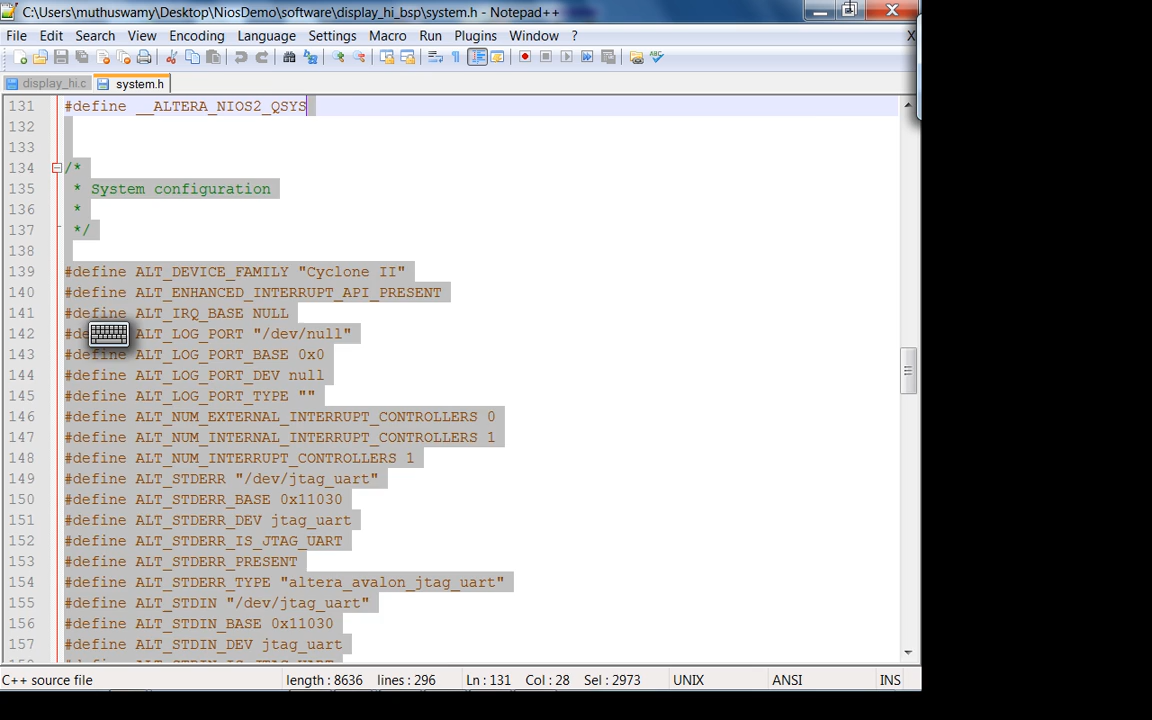 C:\Users\muthuswamy\Desktop\NiosDemo\software\display_hi_bsp\system.h - Notepad++
File Edit Search View Encoding Language Settings Macro Run Plugins Window ? X
display_hi.c system.h
131 #define __ALTERA_NIOS2_QSYS
132
133
134 /*
135 * System configuration
136 *
137 */
138
139 #define ALT_DEVICE_FAMILY "Cyclone II"
140 #define ALT_ENHANCED_INTERRUPT_API_PRESENT
141 #define ALT_IRQ_BASE NULL
142 #de ALT_LOG_PORT "/dev/null"
143 #define ALT_LOG_PORT_BASE 0x0
144 #define ALT_LOG_PORT_DEV null
145 #define ALT_LOG_PORT_TYPE ""
146 #define ALT_NUM_EXTERNAL_INTERRUPT_CONTROLLERS 0
147 #define ALT_NUM_INTERNAL_INTERRUPT_CONTROLLERS 1
148 #define ALT_NUM_INTERRUPT_CONTROLLERS 1
149 #define ALT_STDERR "/dev/jtag_uart"
150 #define ALT_STDERR_BASE 0x11030
151 #define ALT_STDERR_DEV jtag_uart
152 #define ALT_STDERR_IS_JTAG_UART
153 #define ALT_STDERR_PRESENT
154 #define ALT_STDERR_TYPE "altera_avalon_jtag_uart"
155 #define ALT_STDIN "/dev/jtag_uart"
156 #define ALT_STDIN_BASE 0x11030
157 #define ALT_STDIN_DEV jtag_uart
C++ source file length : 8636 lines : 296 Ln : 131 Col : 28 Sel : 2973 UNIX ANSI INS